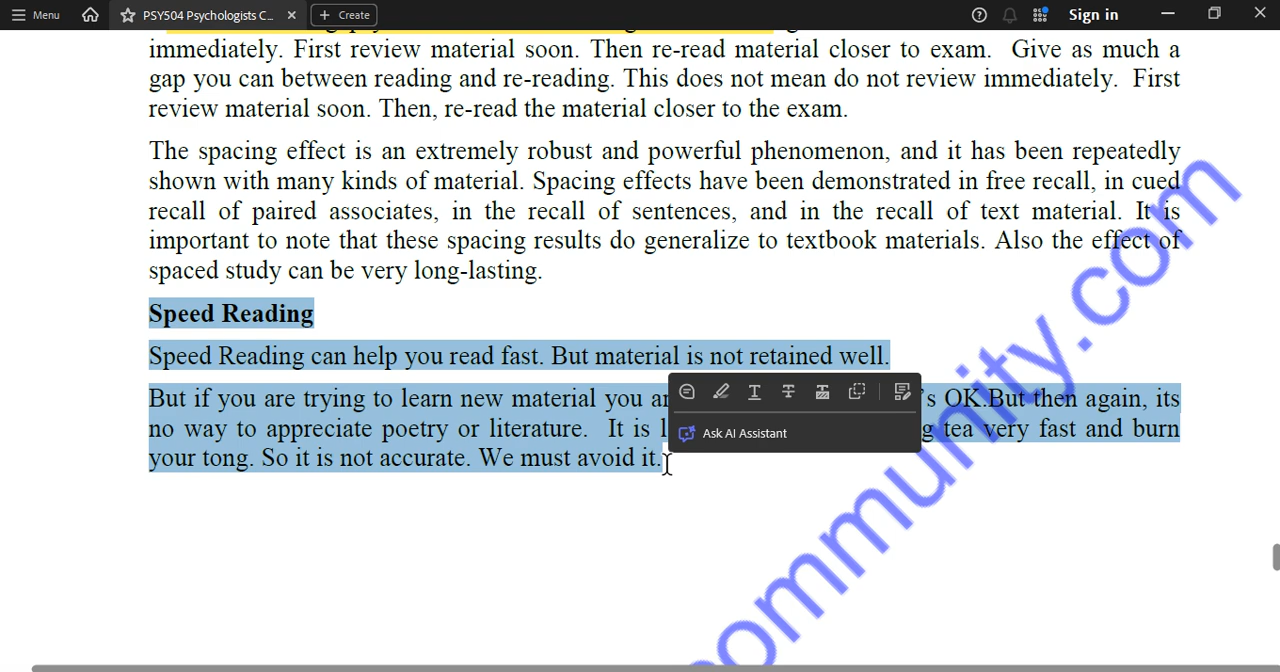 Menu
PSY504 Psychologists C...
Create
Sign in
immediately. First review material soon. Then re-read material closer to exam. Give as much a
gap you can between reading and re-reading. This does not mean do not review immediately. First
review material soon. Then, re-read the material closer to the exam.
The spacing effect is an extremely robust and powerful phenomenon, and it has been repeatedly
shown with many kinds of material. Spacing effects have been demonstrated in free recall, in cued
recall of paired associates, in the recall of sentences, and in the recall of text material. It is
important to note that these spacing results do generalize to textbook materials. Also the effect of
spaced study can be very long-lasting.
Speed Reading
Speed Reading can help you read fast. But material is not retained well.
But if you are trying to learn new material you 's OK.But then again, its
no way to appreciate poetry or literature. It is tea very fast and burn
your tong. So it is not accurate. We must avoid it.
Ask AI Assistant
ommunity.com